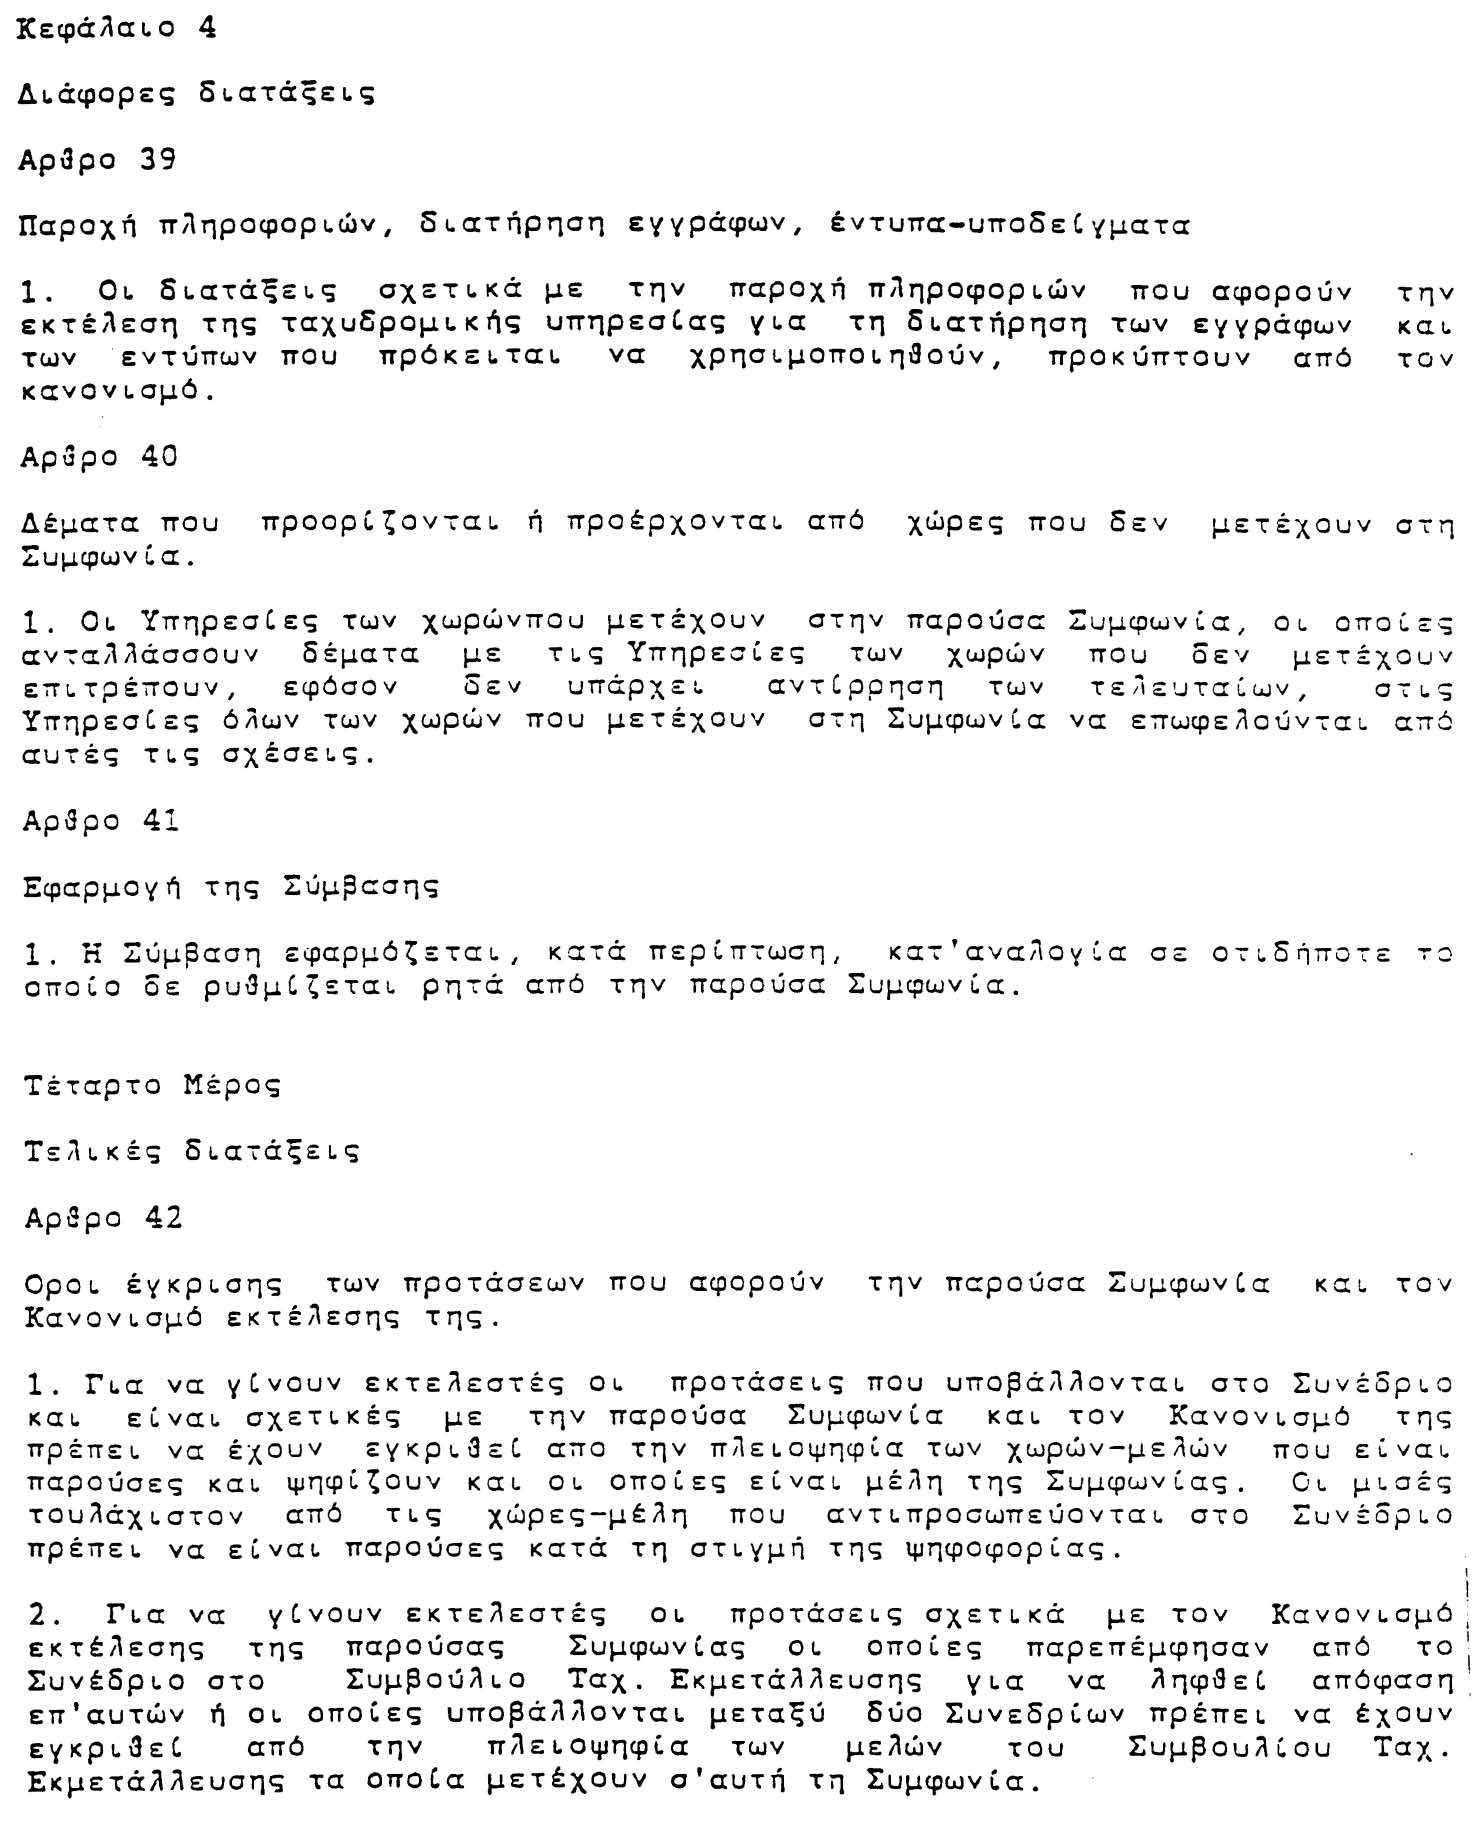 Κεφάλαιο 4
Διάφορες διατάξεις
Αρθρο 39
Παροχή πληροφοριών, διατήρηση εγγράφων, έντυπα-υποδείγματα
1. Οι διατάξεις σχετικά με την παροχή πληροφοριών που αφορούν την
εκτέλεση της ταχυδρομικής υπηρεσίας για τη διατήρηση των εγγράφων και
των εντύπων που πρόκειται να χρησιμοποιηθούν, προκύπτουν από τον
κανονισμό.
Αρθρο 40
Δέματα που προορίζονται ή προέρχονται από χώρες που δεν μετέχουν στη
Συμφωνία.
1. Οι Υπηρεσίες των χωρώνπου μετέχουν στην παρούσα Συμφωνία, οι οποίες
ανταλλάσσουν δέματα με τις Υπηρεσίες των χωρών που δεν μετέχουν
επιτρέπουν, εφόσον δεν υπάρχει αντίρρηση των τελευταίων, στις
Υπηρεσίες όλων των χωρών που μετέχουν στη Συμφωνία να επωφελούνται από
αυτές τις σχέσεις.
Αρθρο 41
Εφαρμογή της Σύμβασης
1. Η Σύμβαση εφαρμόζεται, κατά περίπτωση, κατ'αναλογία σε οτιδήποτε το
οποίο δε ρυθμίζεται ρητά από την παρούσα Συμφωνία.
Τέταρτο Μέρος
Τελικές διατάξεις
Αρθρο 42
Οροι έγκρισης των προτάσεων που αφορούν την παρούσα Συμφωνία και τον
Κανονισμό εκτέλεσης της.
1. Για να γίνουν εκτελεστές οι προτάσεις που υποβάλλονται στο Συνέδριο
και είναι σχετικές με την παρούσα Συμφωνία και τον Κανονισμό της
πρέπει να έχουν εγκριθεί απο την πλειοψηφία των χωρών-μελών που είναι
παρούσες και ψηφίζουν και οι οποίες είναι μέλη της Συμφωνίας. Οι μισές
τουλάχιστον από τις χώρες-μέλη που αντιπροσωπεύονται στο Συνέδριο
πρέπει να είναι παρούσες κατά τη στιγμή της ψηφοφορίας.
2. Για να γίνουν εκτελεστές οι προτάσεις σχετικά με τον Κανονισμό
εκτέλεσης της παρούσας Συμφωνίας οι οποίες παρεπέμφησαν από το
Συνέδριο στο Συμβούλιο Ταχ. Εκμετάλλευσης για να ληφθεί απόφαση
επ'αυτών ή οι οποίες υποβάλλονται μεταξύ δύο Συνεδρίων πρέπει να έχουν
εγκριθεί από την πλειοψηφία των μελών του Συμβουλίου Ταχ.
Εκμετάλλευσης τα οποία μετέχουν σ'αυτή τη Συμφωνία.